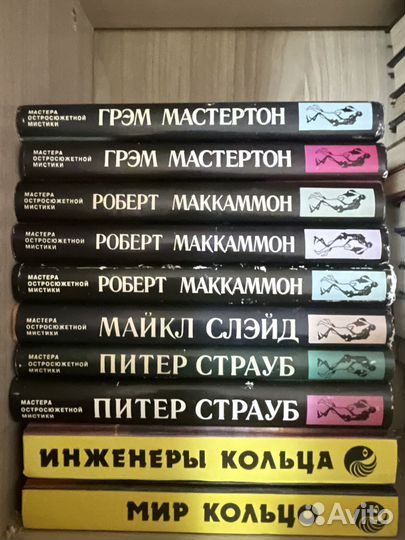 МАСТЕРА
ОСТРОСЮЖЕТНОЙ
МИСТИКИ
ГРЭМ МАСТЕРТОН
МАСТЕРА
ОСТРОСЮЖЕТНОЙ
МИСТИКИ
ГРЭМ МАСТЕРТОН
МАСТЕРА
ОСТРОСЮЖЕТНОЙ
МИСТИКИ
РОБЕРТ МАККАММОН
МАСТЕРА
ОСТРОСЮЖЕТНОЙ
МИСТИКИ
РОБЕРТ МАККАММОН
МАСТЕРА
ОСТРОСЮЖЕТНОЙ
МИСТИКИ
РОБЕРТ МАККАММОН
МАСТЕРА
ОСТРОСЮЖЕТНОЙ
МИСТИКИ
МАЙКЛ СЛЭЙД
МАСТЕРА
ОСТРОСЮЖЕТНОЙ
МИСТИКИ
ПИТЕР СТРАУБ
МАСТЕРА
ОСТРОСЮЖЕТНОЙ
МИСТИКИ
ПИТЕР СТРАУБ
ИНЖЕНЕРЫ КОЛЬЦА
МИР КОЛЬЦО
Avito